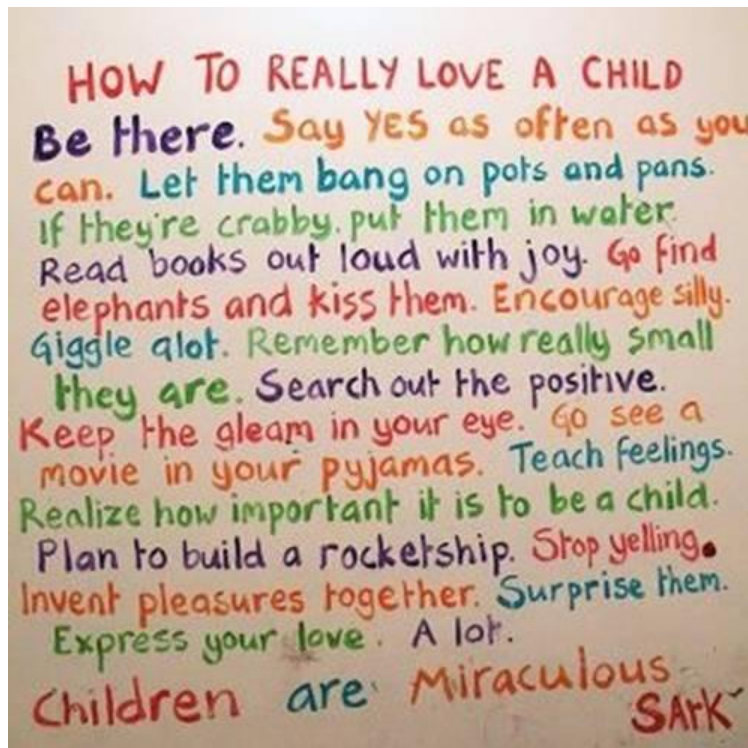 HOW TO REALLY LOVE A CHILD
Be there. Say YES as often as you
can. Let them bang on pots and pans.
If they're crabby. put them in water.
Read books out loud with joy. Go find
elephants and kiss them. Encourage silly.
Giggle alot. Remember how really small
they are. Search out the positive.
Keep the gleam in your eye. Go see a
movie in your pyjamas. Teach feelings.
Realize how important it is to be a child.
Plan to build a rocketship. Stop yelling.
Invent pleasures together. Surprise them.
Express your love. A lot.
Children are Miraculous
SARK